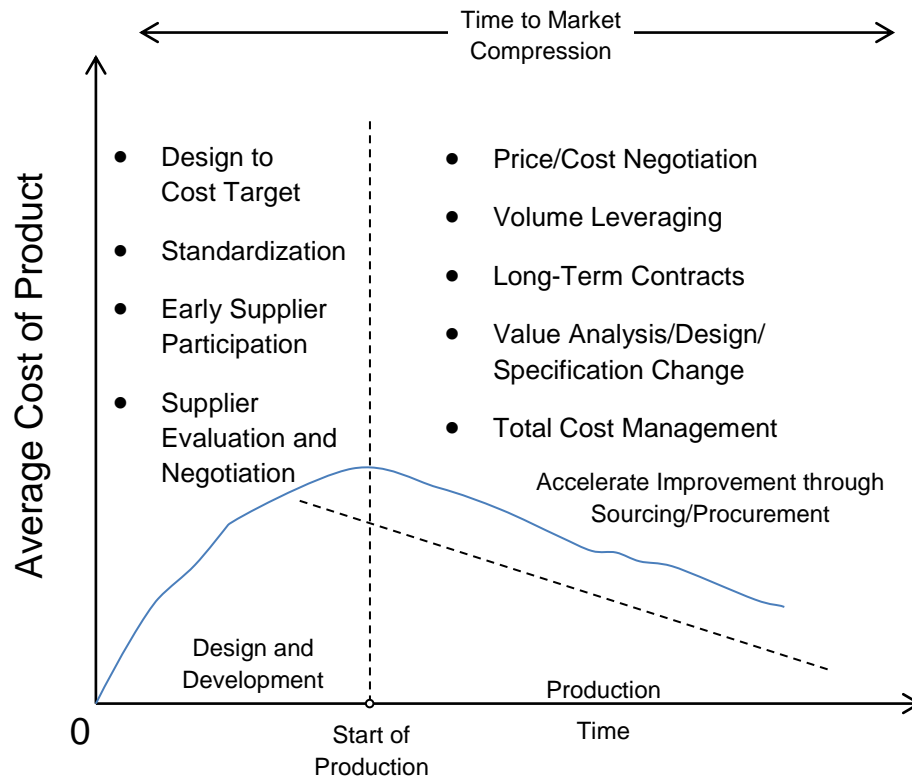 Time to Market
Compression
Average Cost of Product
● Design to
Cost Target
● Standardization
● Early Supplier
Participation
● Supplier
Evaluation and
Negotiation
● Price/Cost Negotiation
● Volume Leveraging
● Long-Term Contracts
● Value Analysis/Design/
Specification Change
● Total Cost Management
Accelerate Improvement through
Sourcing/Procurement
Design and
Development
Production
0
Start of
Production
Time